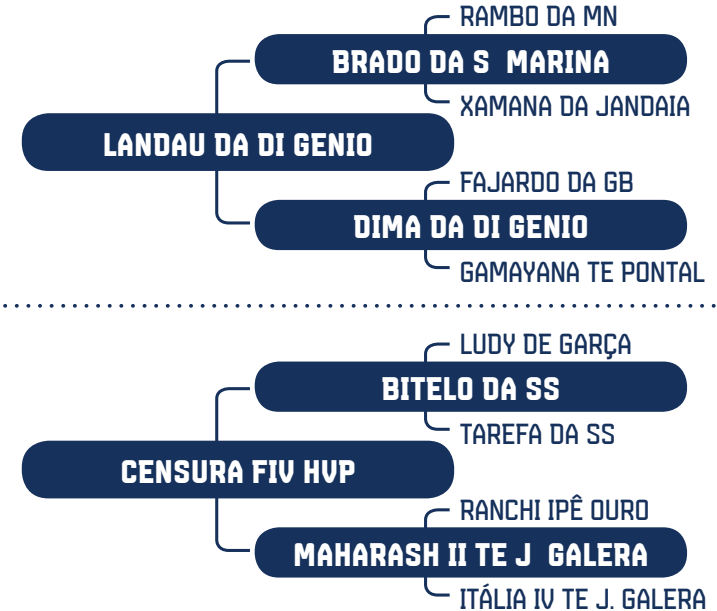 RAMBO DA MN
BRADO DA S MARINA
XAMANA DA JANDAIA
LANDAU DA DI GENIO
FAJARDO DA GB
DIMA DA DI GENIO
GAMAYANA TE PONTAL
LUDY DE GARÇA
BITELO DA SS
TAREFA DA SS
CENSURA FIV HVP
RANCHI IPÊ OURO
MAHARASH II TE J GALERA
ITÁLIA IV TE J. GALERA